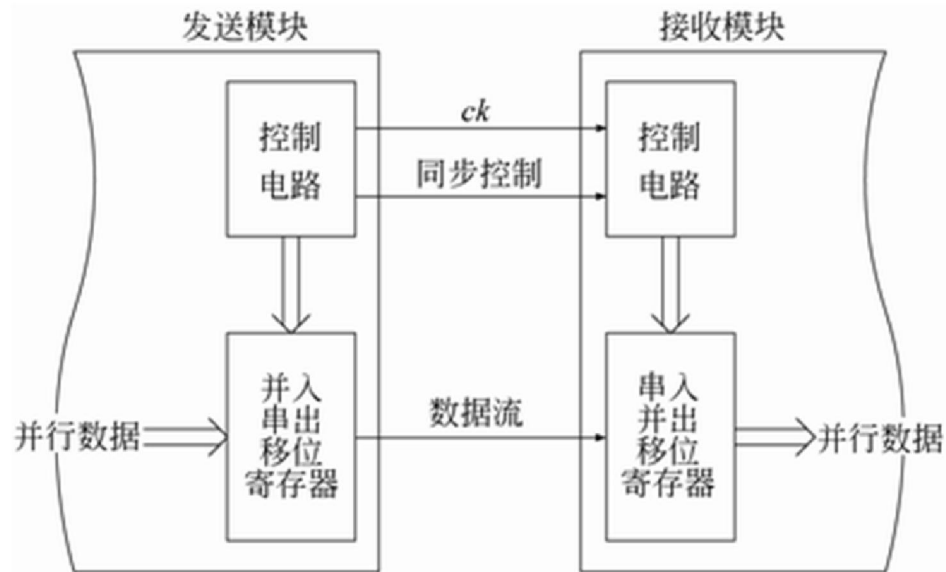 发送模块
接收模块
控制
电路
ck
同步控制
控制
电路
并行数据
并入
串出
移位
寄存器
数据流
串入
并出
移位
寄存器
并行数据